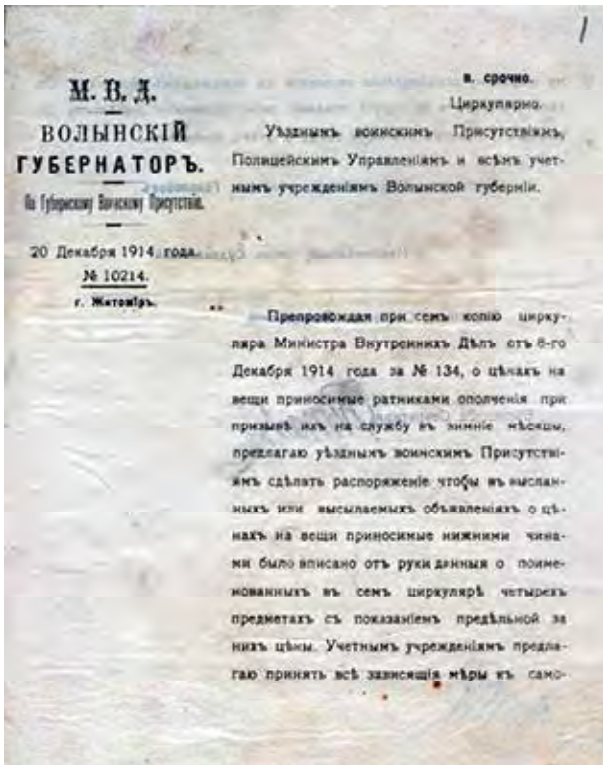 1
М. В. Д.
ВОЛЫНСКІЙ
ГУБЕРНАТОРЪ.
По Губернскому Воинскому Присутствію.
20 Декабря 1914 года.
№ 10214.
г. Житоміръ.
в. срочно.
Циркулярно.
Уѣзднымъ воинскимъ Присутствіямъ,
Полицейскимъ Управленіямъ и всѣмъ учет-
нымъ учрежденіямъ Волынской губерніи.
Препровождая при семъ копію цирку-
ляра Министра Внутреннихъ Дѣлъ отъ 8-го
Декабря 1914 года за № 134, о цѣнахъ на
вещи приносимые ратниками ополченія при
призывѣ ихъ на службу въ зимніе мѣсяцы,
предлагаю уѣзднымъ воинскимъ Присутстві-
ямъ сдѣлать распоряженіе чтобы въ выслан-
ныхъ или высылаемыхъ объявленіяхъ о цѣ-
нахъ на вещи приносимые нижними чина-
ми было вписано отъ руки данныя о поиме-
нованныхъ въ семъ циркулярѣ четырехъ
предметахъ съ показаніемъ предѣльной за
нихъ цѣны. Учетнымъ учрежденіямъ предла-
гаю принять всѣ зависящія мѣры къ само-